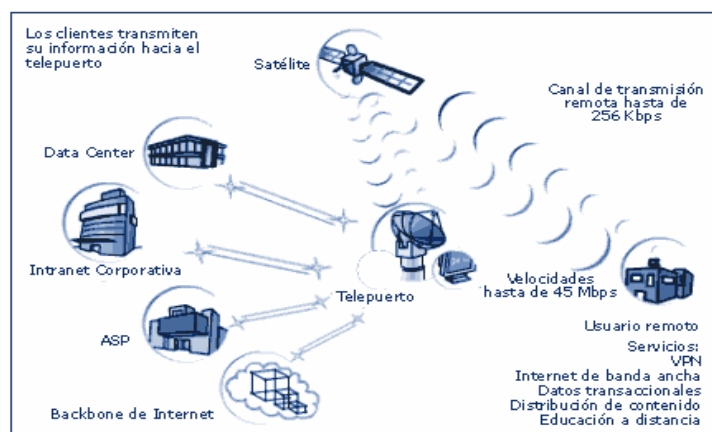 Los clientes transmiten
su información hacia el
telepuerto
Satélite
Canal de transmisión
remota hasta de
256 Kbps
Data Center
Intranet Corporativa
Telepuerto
Velocidades
hasta de 45 Mbps
ASP
Usuario remoto
Servicios:
VPN
Internet de banda ancha
Datos transaccionales
Distribución de contenido
Educación a distancia
Backbone de Internet